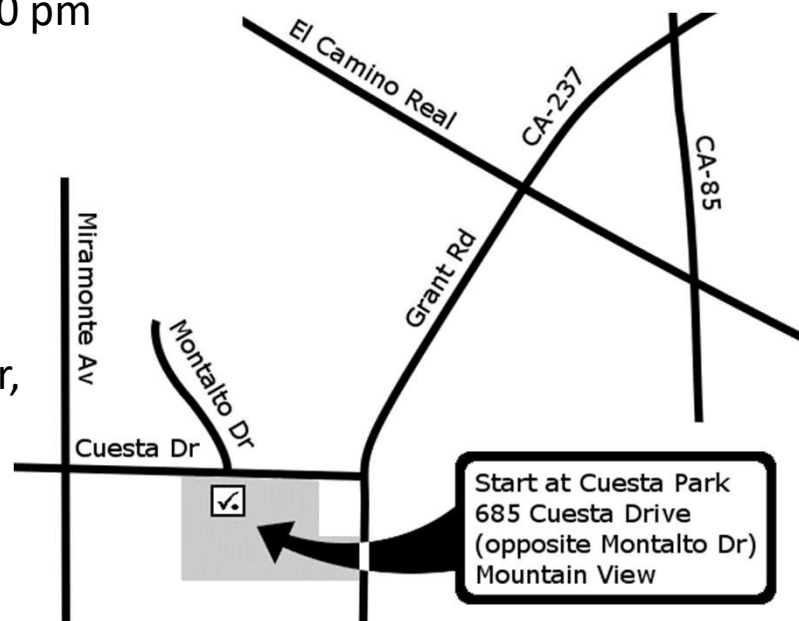 0 pm
El Camino Real
CA-237
CA-85
Grant Rd
Miramonte Av
Montalto Dr
r,
Cuesta Dr
Start at Cuesta Park
685 Cuesta Drive
(opposite Montalto Dr)
Mountain View